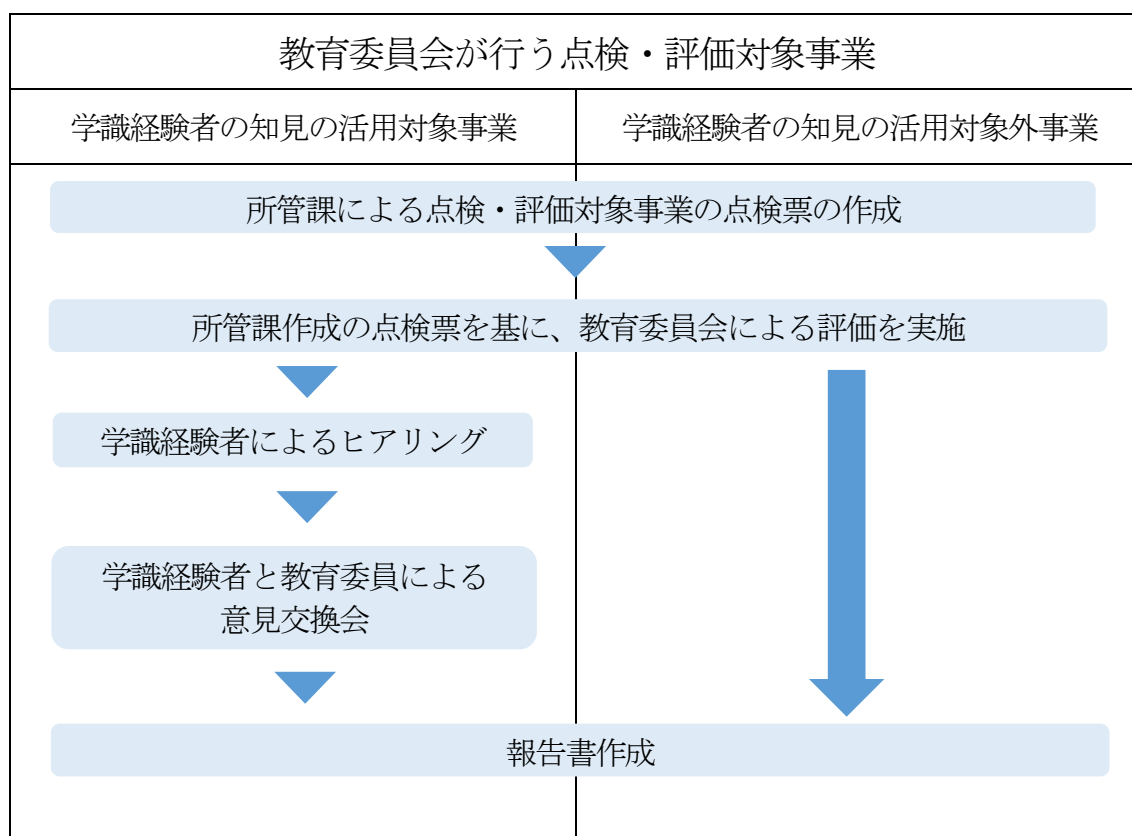 教育委員会が行う点検・評価対象事業
学識経験者の知見の活用対象事業
学識経験者の知見の活用対象外事業
所管課による点検・評価対象事業の点検票の作成
所管課作成の点検票を基に、教育委員会による評価を実施
学識経験者によるヒアリング
学識経験者と教育委員による
意見交換会
報告書作成